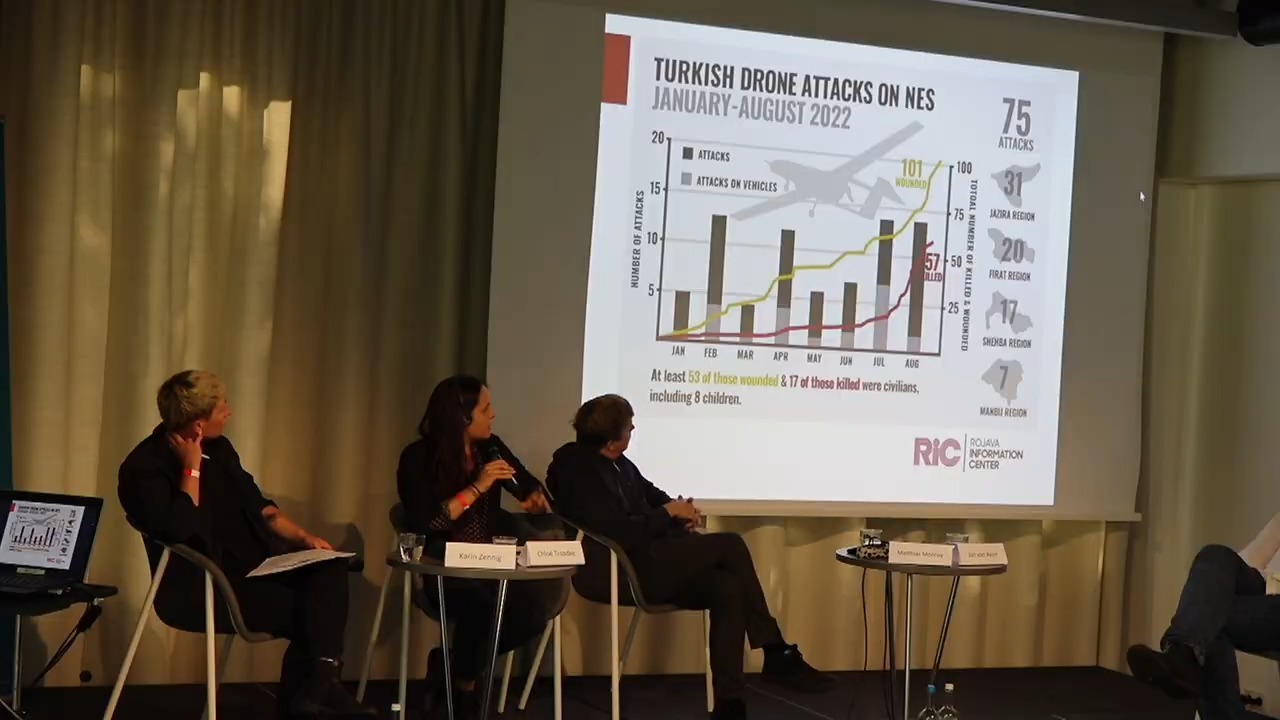 TURKISH DRONE ATTACKS ON NES
JANUARY-AUGUST 2022
75
ATTACKS
20
15
10
5
NUMBER OF ATTACKS
ATTACKS
ATTACKS ON VEHICLES
101
WOUNDED
57
KILLED
100
75
50
25
TOTOAL NUMBER OF KILLED & WOUNDED
JAN FEB MAR APR MAY JUN JUL AUG
31
JAZIRA REGION
20
FIRAT REGION
17
SHEHBA REGION
7
MANBIJ REGION
At least 53 of those wounded & 17 of those killed were civilians,
including 8 children.
RiC
ROJAVA
INFORMATION
CENTER
Karin Zennig
Matthias Monroy